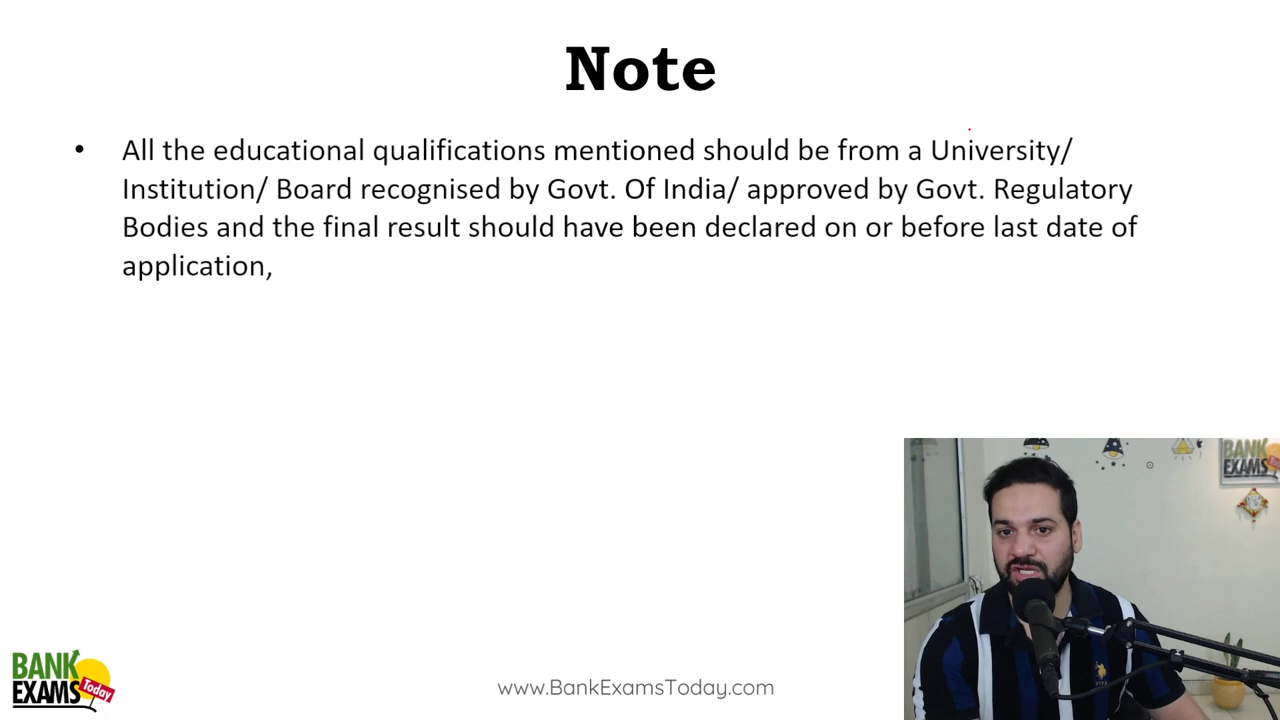 Note
• All the educational qualifications mentioned should be from a University/
Institution/ Board recognised by Govt. Of India/ approved by Govt. Regulatory
Bodies and the final result should have been declared on or before last date of
application,
BANK
EXAMS
BANK
EXAMS Today
www.BankExamsToday.com